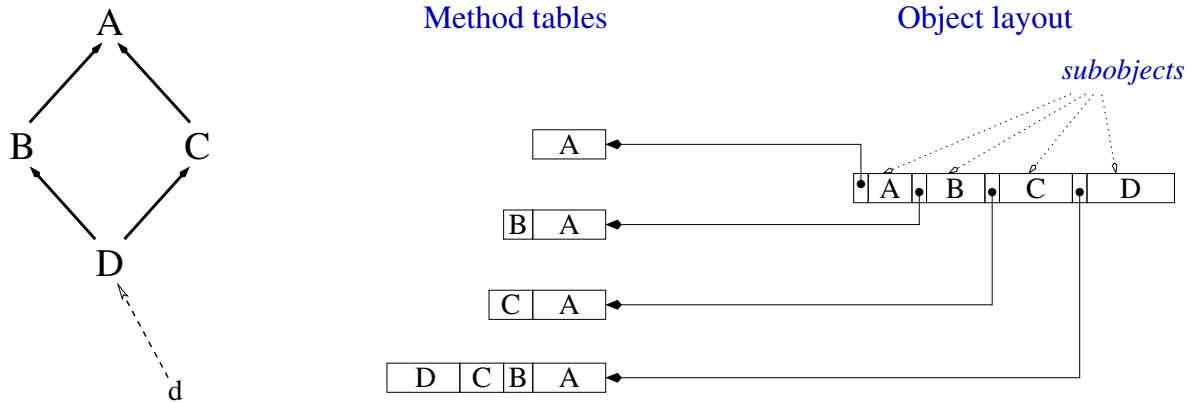 A
Method tables
Object layout
subobjects
B
C
D
d
A
B A
C A
D C B A
A B C D